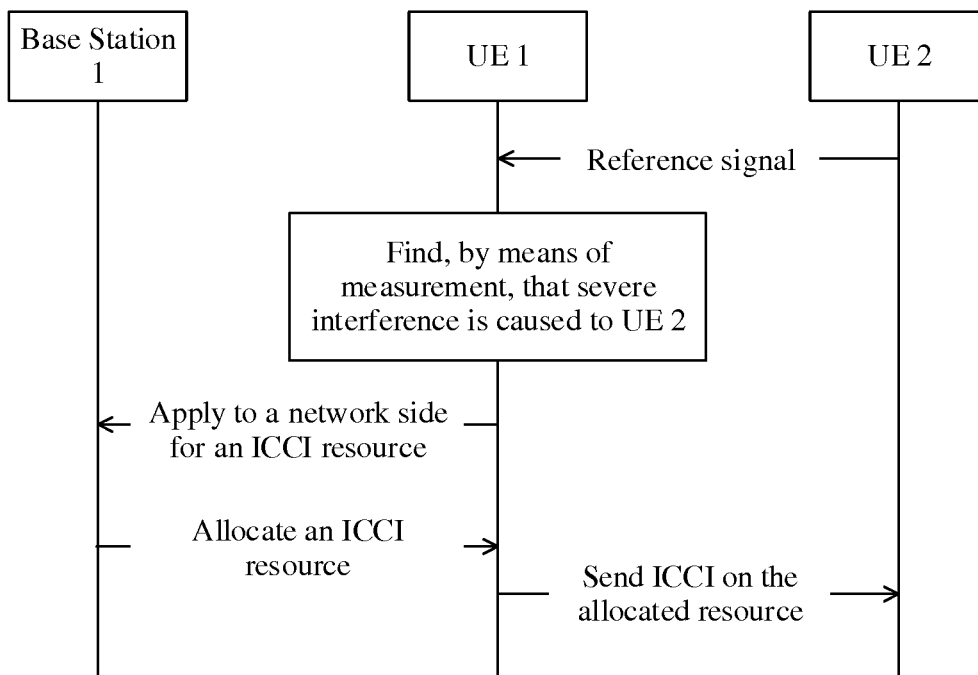 Base Station
1
UE 1
UE 2
Reference signal
Find, by means of
measurement, that severe
interference is caused to UE 2
Apply to a network side
for an ICCI resource
Allocate an ICCI
resource
Send ICCI on the
allocated resource